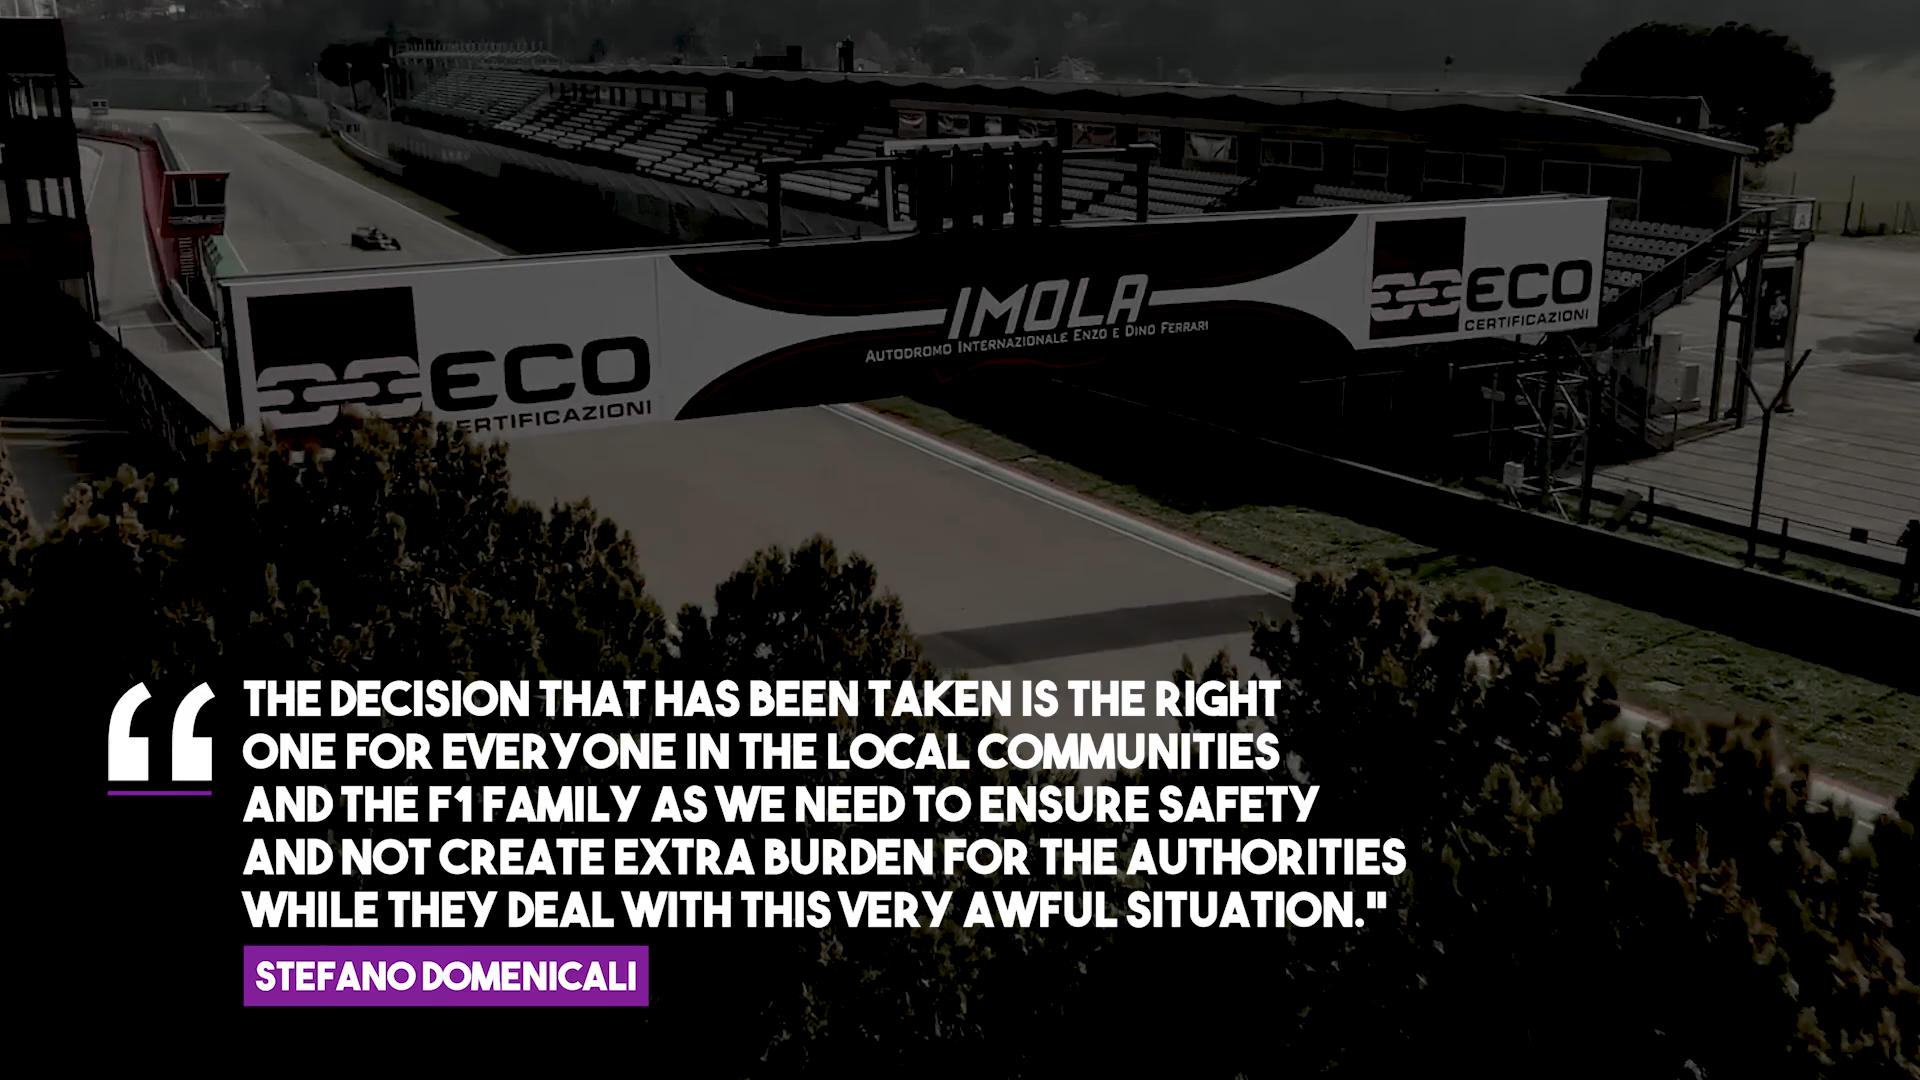 ECO
CERTIFICAZIONI
IMOLA
AUTODROMO INTERNAZIONALE ENZO E DINO FERRARI
ECO
ERTIFICAZIONI
“THE DECISION THAT HAS BEEN TAKEN IS THE RIGHT
ONE FOR EVERYONE IN THE LOCAL COMMUNITIES
AND THE F1 FAMILY AS WE NEED TO ENSURE SAFETY
AND NOT CREATE EXTRA BURDEN FOR THE AUTHORITIES
WHILE THEY DEAL WITH THIS VERY AWFUL SITUATION."
STEFANO DOMENICALI